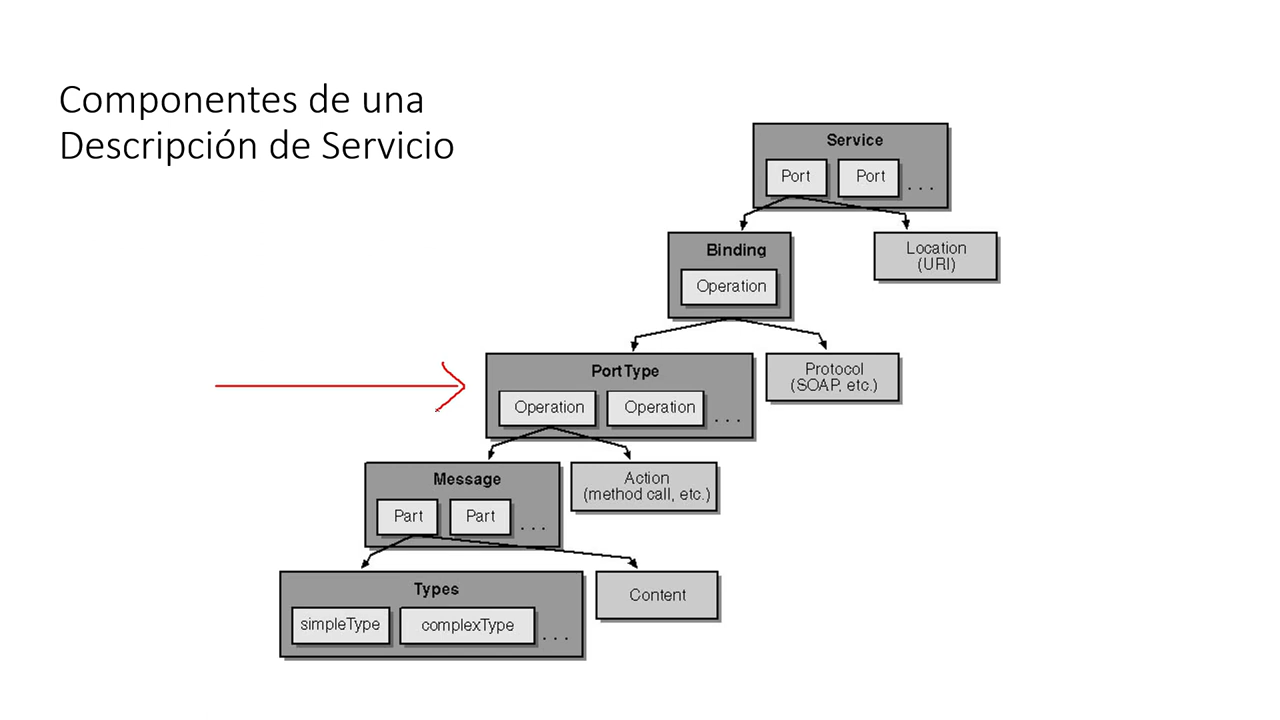 Componentes de una
Descripción de Servicio
Service
Port
Port
. . .
Binding
Operation
Location
(URI)
PortType
Operation
Operation
. . .
Protocol
(SOAP, etc.)
Message
Part
Part
. . .
Action
(method call, etc.)
Types
simpleType
complexType
. . .
Content